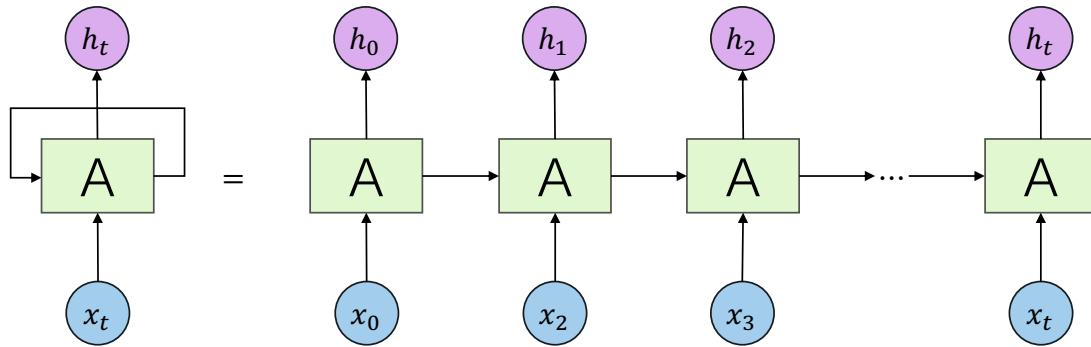 h_t h_0 h_1 h_2 h_t
A = A A A ... A
x_t x_0 x_2 x_3 x_t